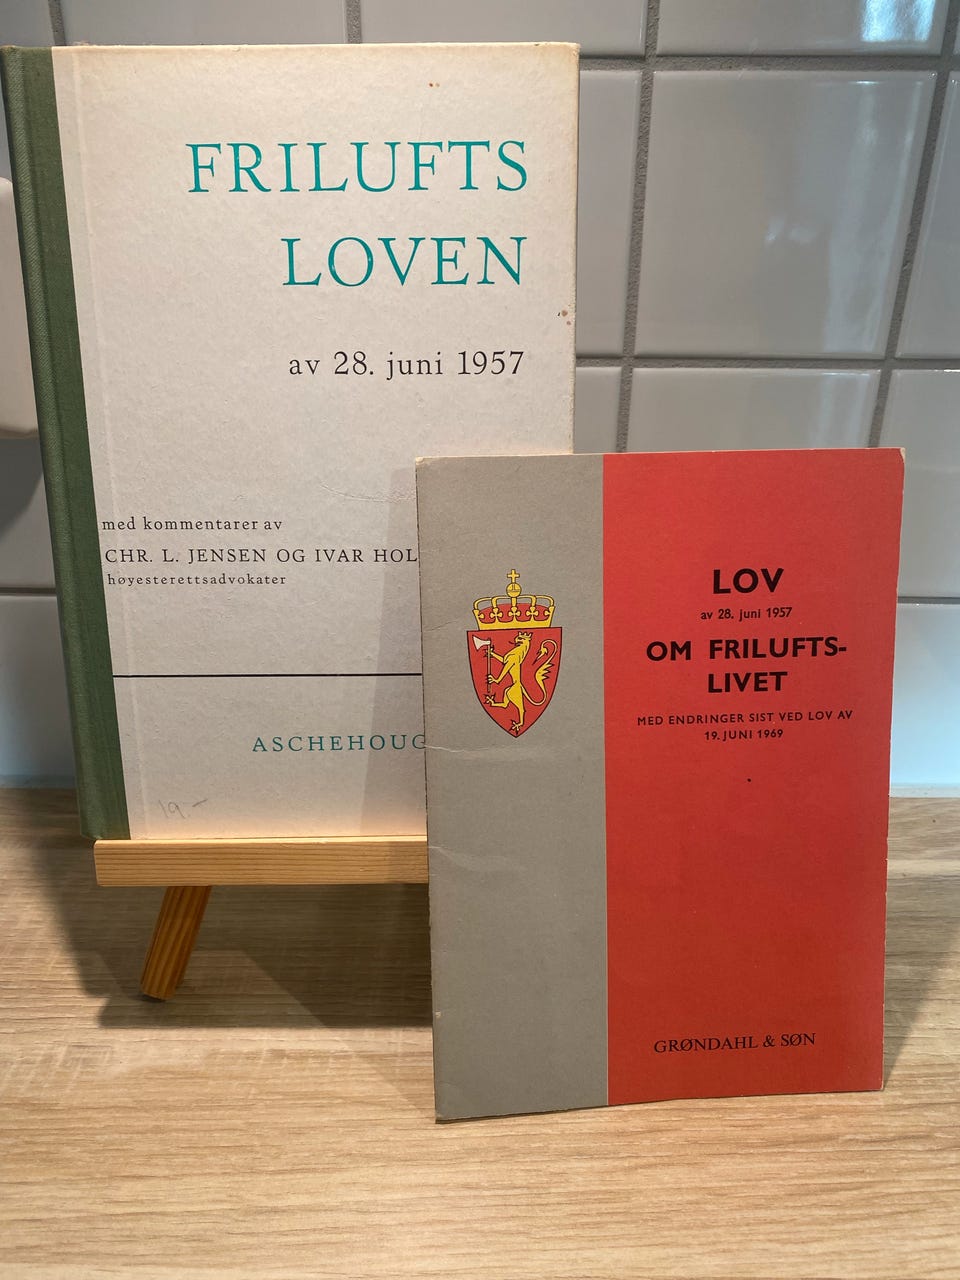 FRILUFTS
LOVEN
av 28. juni 1957
med kommentarer av
CHR. L. JENSEN OG IVAR HOL
høyesterettsadvokater
ASCHEHOUG
19.-
LOV
av 28. juni 1957
OM FRILUFTS-
LIVET
MED ENDRINGER SIST VED LOV AV
19. JUNI 1969
GRØNDAHL & SØN